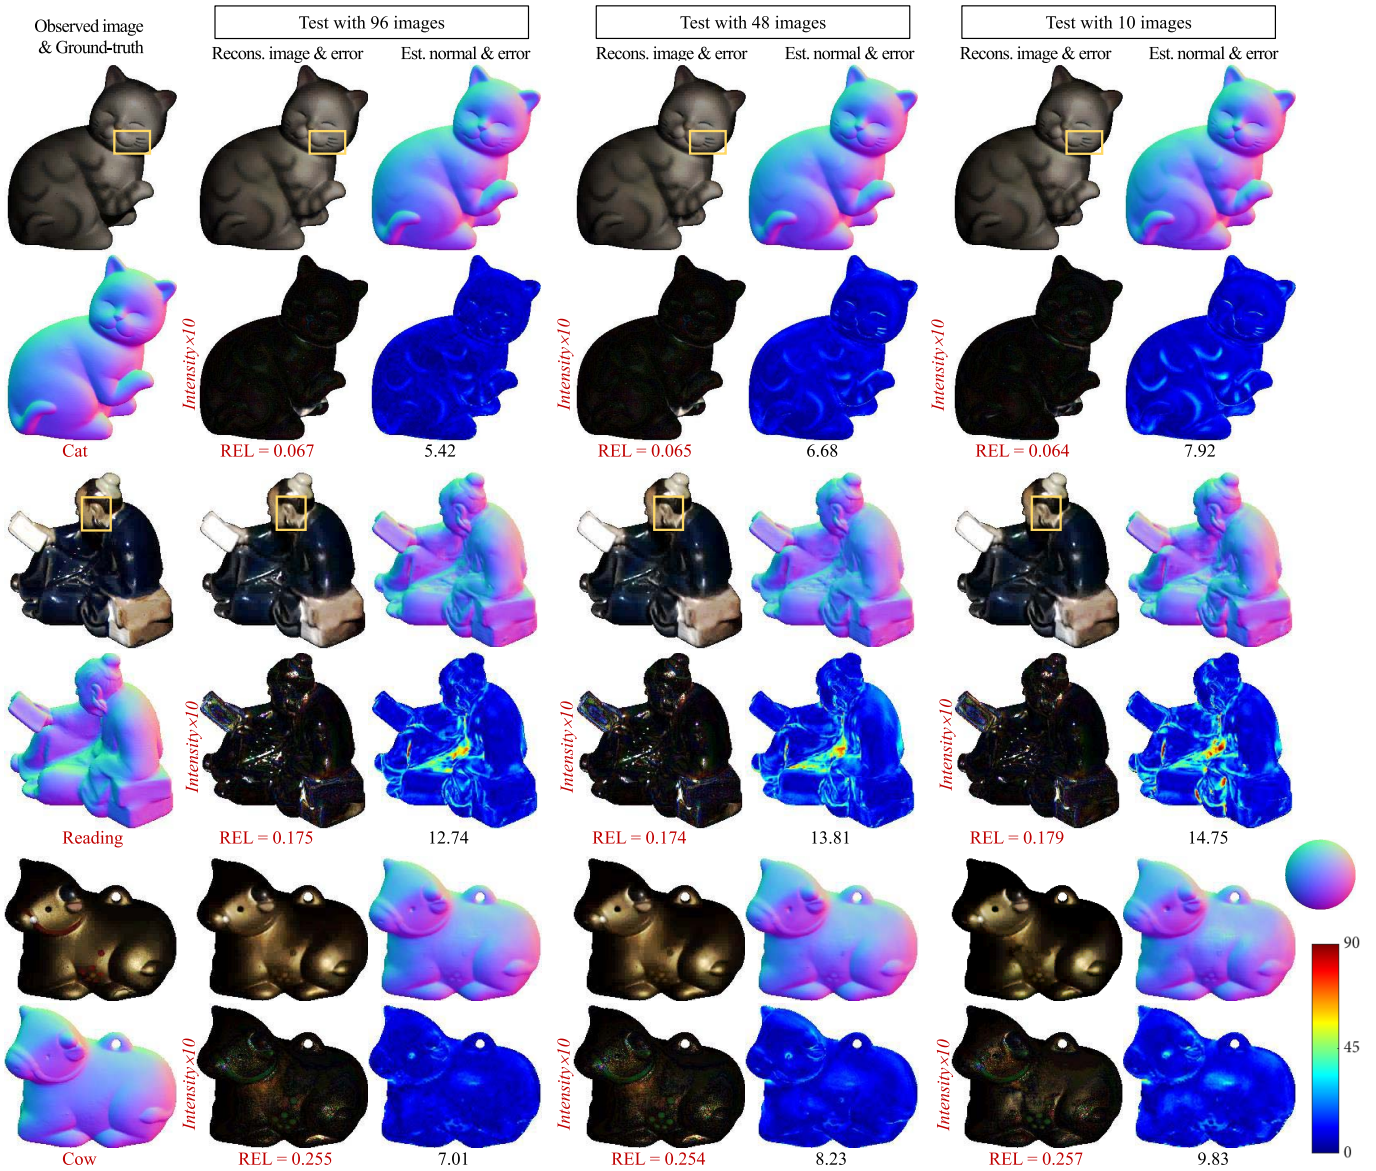 Observed image
& Ground-truth
Test with 96 images
Test with 48 images
Test with 10 images
Recons. image & error
Est. normal & error
Recons. image & error
Est. normal & error
Recons. image & error
Est. normal & error
Intensity×10
Intensity×10
Intensity×10
Cat
REL = 0.067
5.42
REL = 0.065
6.68
REL = 0.064
7.92
Intensity×10
Intensity×10
Intensity×10
Reading
REL = 0.175
12.74
REL = 0.174
13.81
REL = 0.179
14.75
90
45
0
Intensity×10
Intensity×10
Intensity×10
Cow
REL = 0.255
7.01
REL = 0.254
8.23
REL = 0.257
9.83